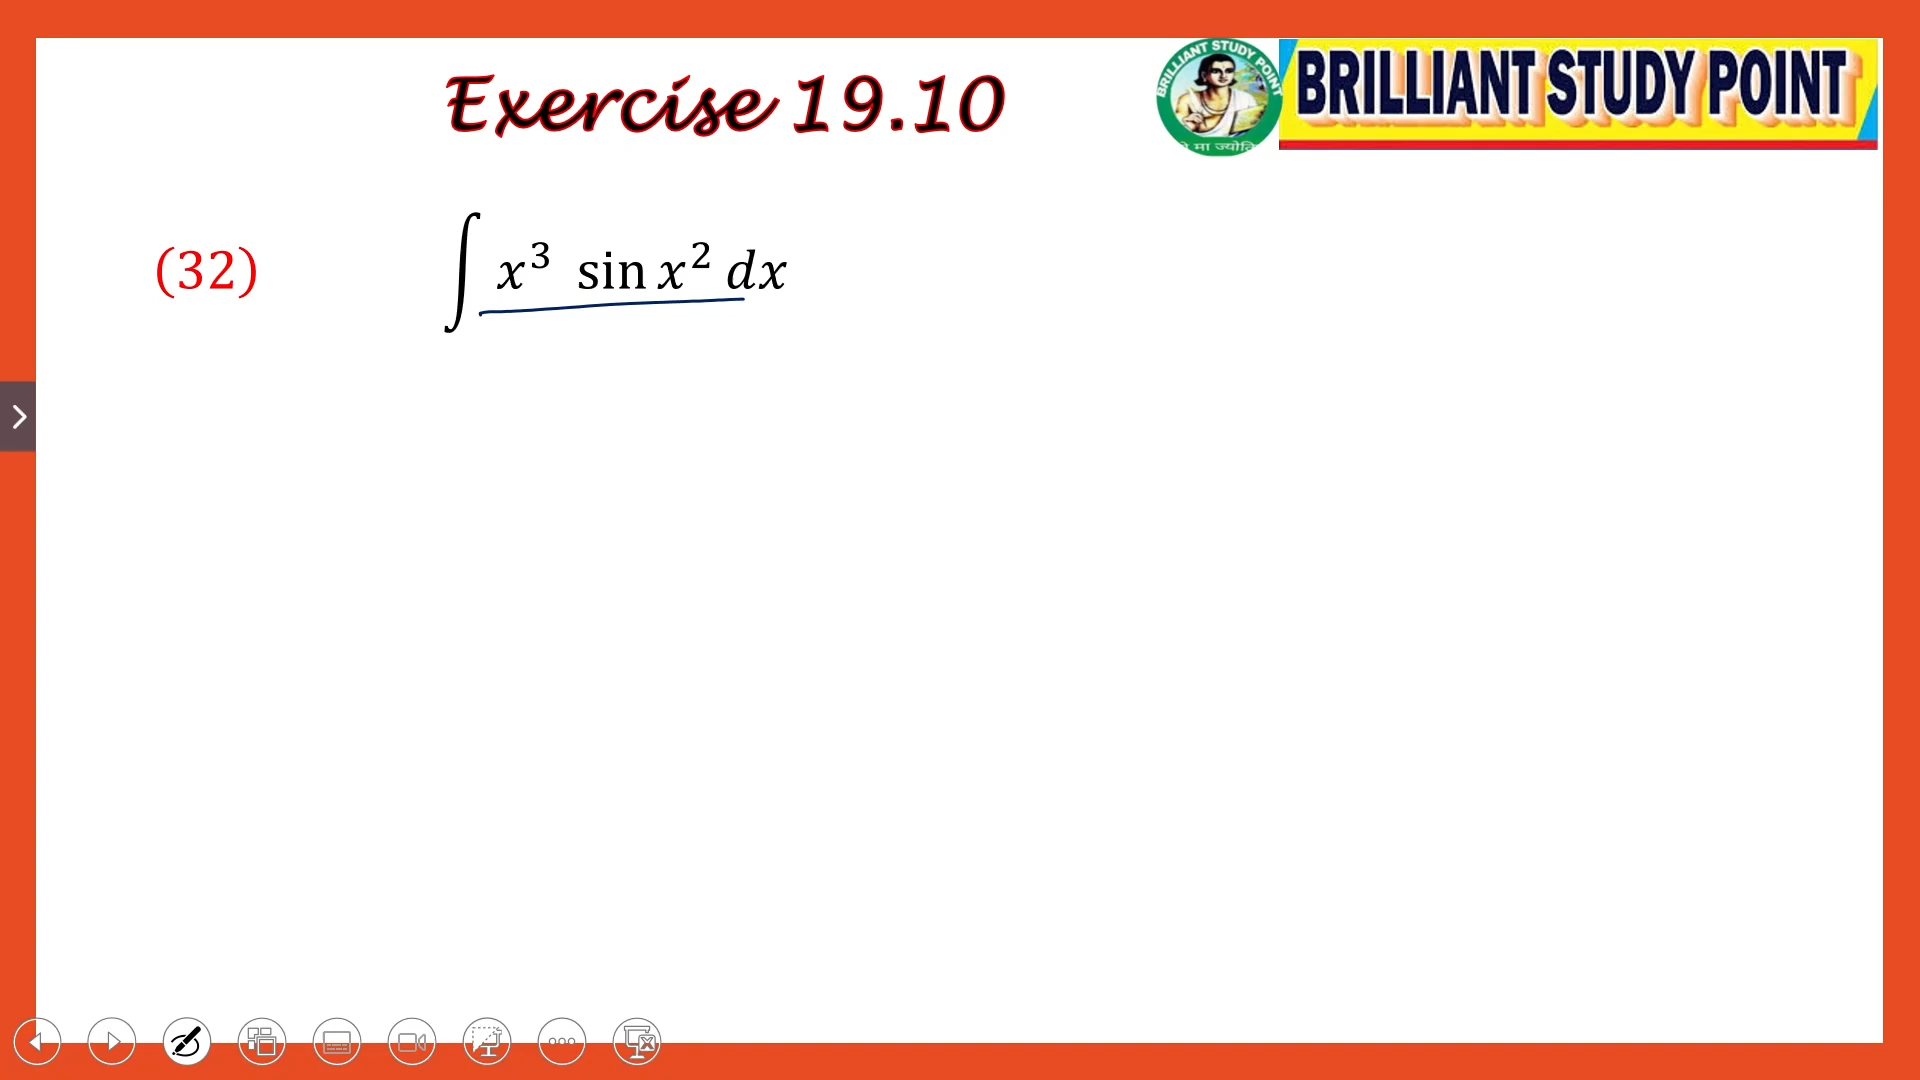 Exercise 19.10
BRILLIANT STUDY POINT
BRILLIANT STUDY POINT
मा ज्योति
(32) ∫ x³ sin x² dx